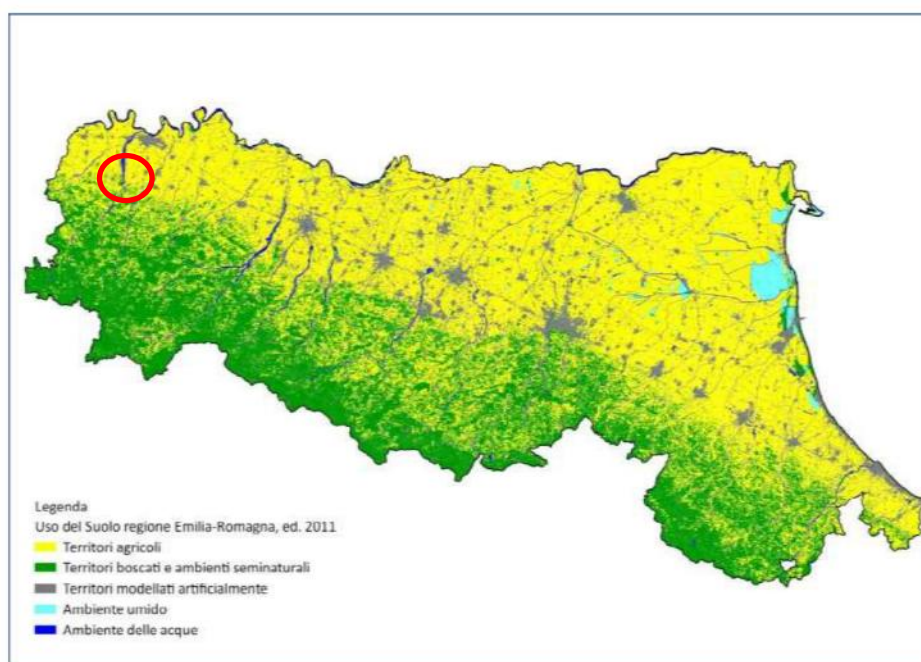 Legenda
Uso del Suolo regione Emilia-Romagna, ed. 2011
Territori agricoli
Territori boscati e ambienti seminaturali
Territori modellati artificialmente
Ambiente umido
Ambiente delle acque